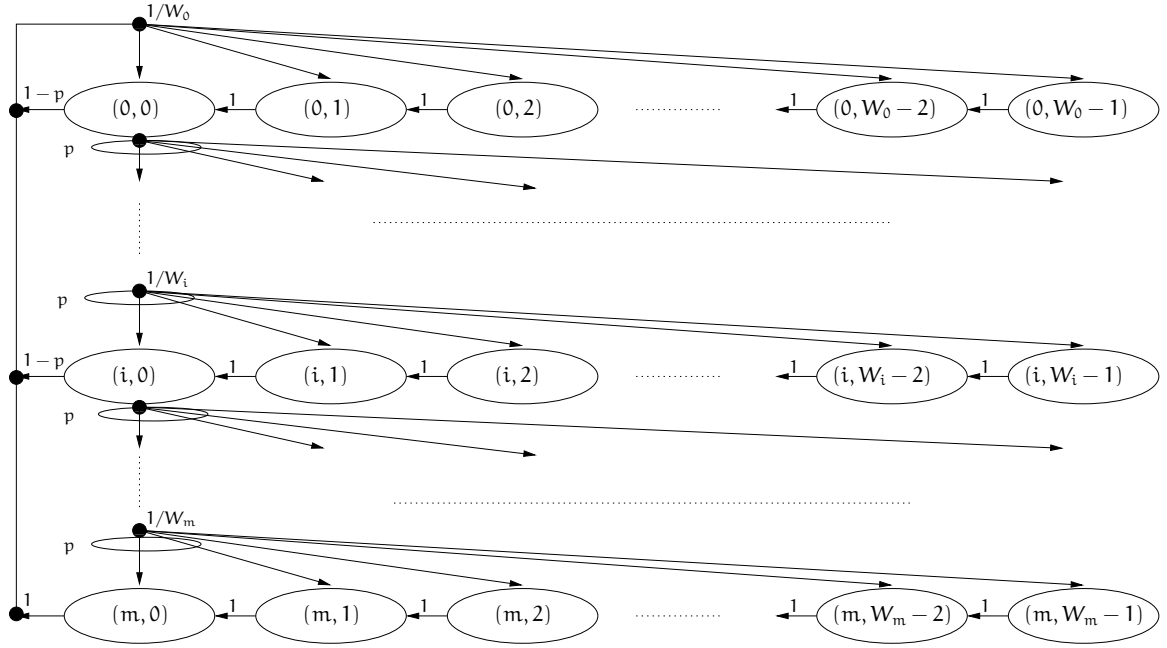 1/W₀
1 − p
(0, 0)
1
(0, 1)
1
(0, 2)
1
(0, W₀ − 2)
1
(0, W₀ − 1)
p
1/Wᵢ
p
1 − p
(i, 0)
1
(i, 1)
1
(i, 2)
1
(i, Wᵢ − 2)
1
(i, Wᵢ − 1)
p
1/Wₘ
p
1
(m, 0)
1
(m, 1)
1
(m, 2)
1
(m, Wₘ − 2)
1
(m, Wₘ − 1)